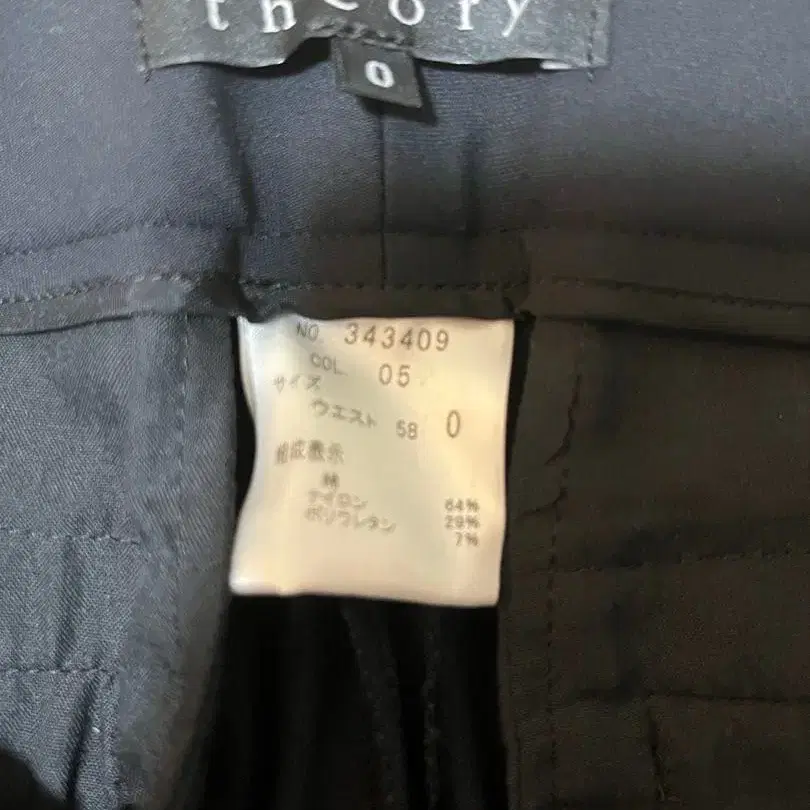 theory
0
NO. 343409
COL. 05
サイズ
ウエスト 58 0
組成表示
綿 64%
ナイロン 29%
ポリウレタン 7%